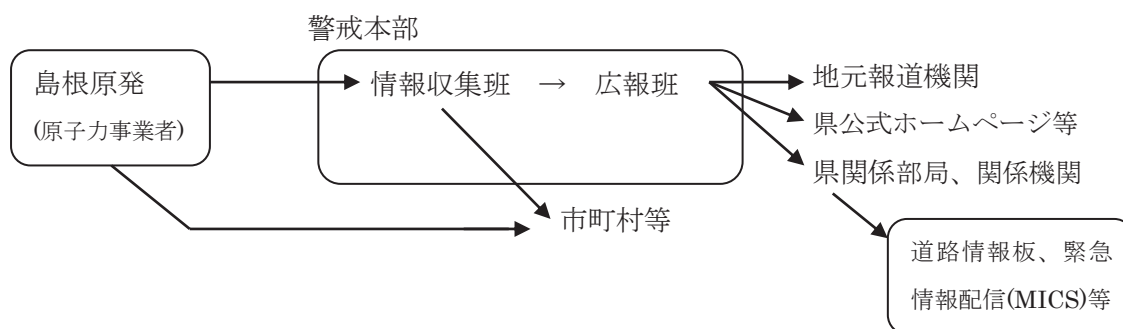 警戒本部
島根原発
(原子力事業者)
情報収集班 → 広報班
地元報道機関
県公式ホームページ等
県関係部局、関係機関
市町村等
道路情報板、緊急
情報配信(MICS)等